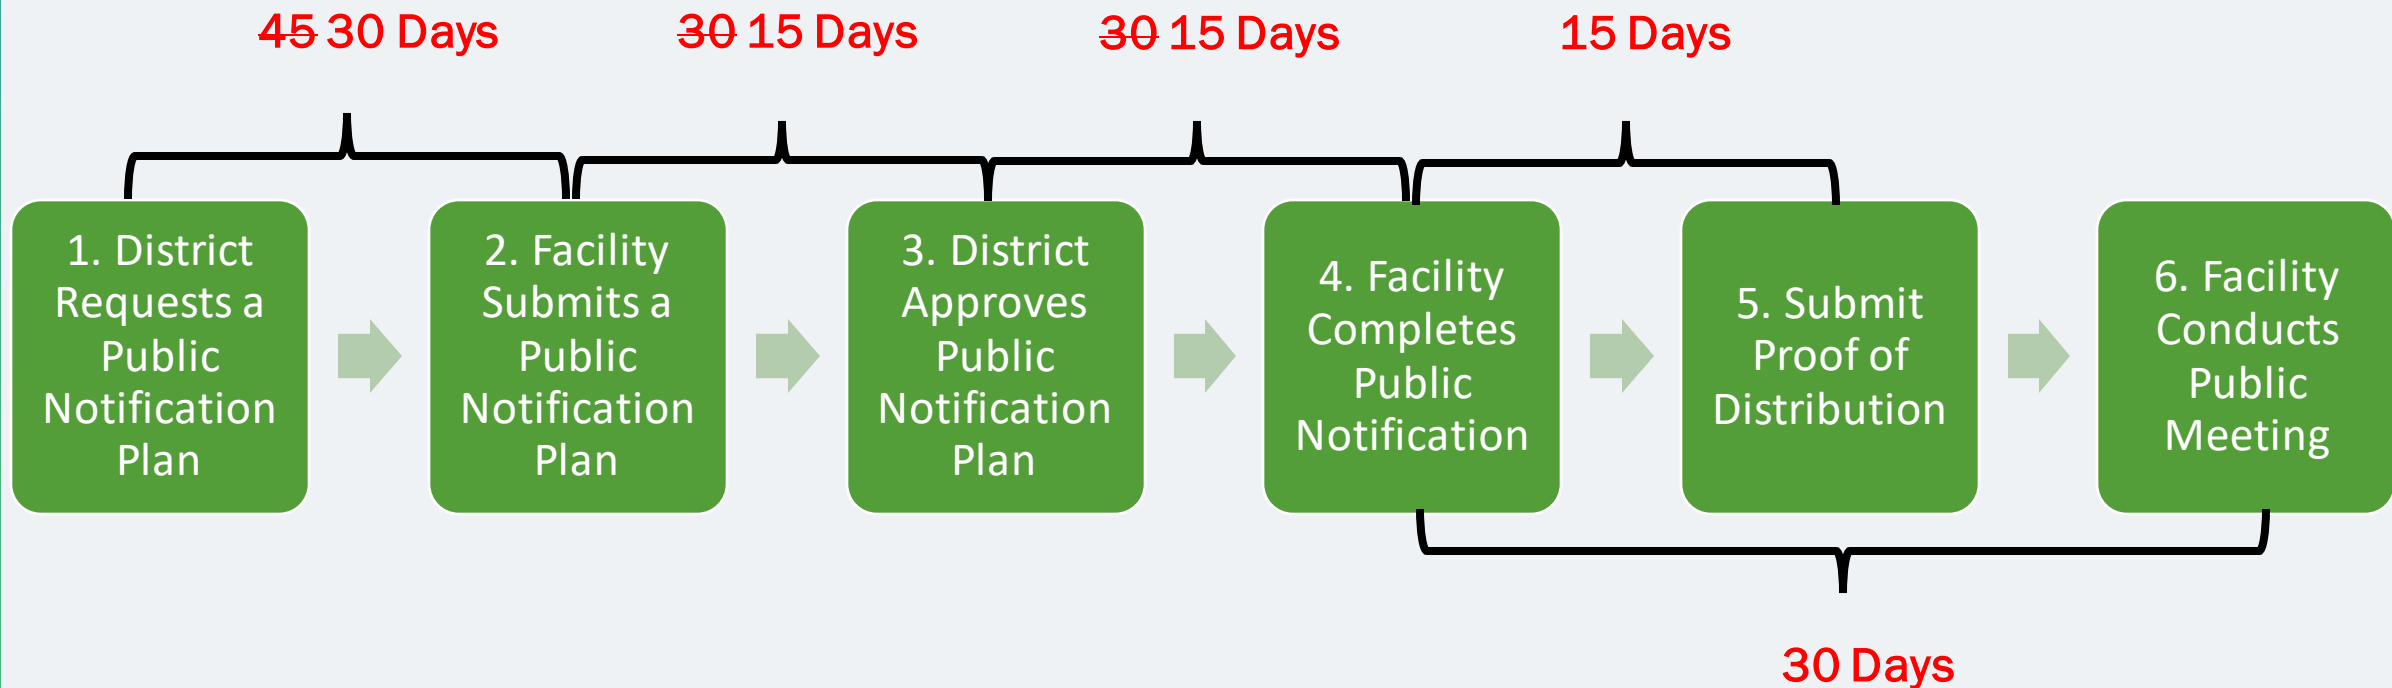 45 30 Days
30 15 Days
30 15 Days
15 Days
1. District
Requests a
Public
Notification
Plan
2. Facility
Submits a
Public
Notification
Plan
3. District
Approves
Public
Notification
Plan
4. Facility
Completes
Public
Notification
5. Submit
Proof of
Distribution
6. Facility
Conducts
Public
Meeting
30 Days